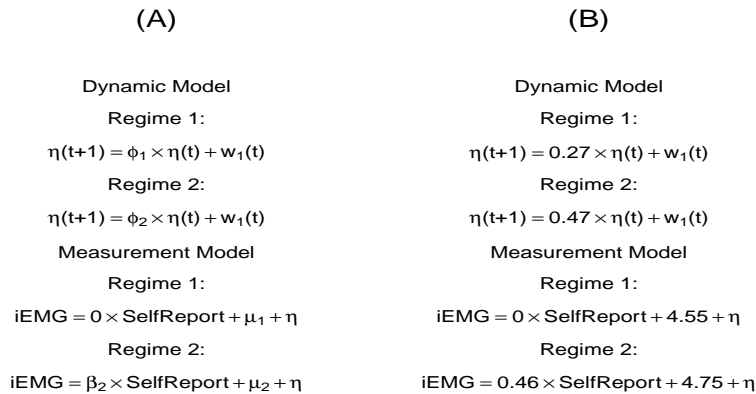 (A)
Dynamic Model
Regime 1:
η(t+1) = ϕ₁ × η(t) + w₁(t)
Regime 2:
η(t+1) = ϕ₂ × η(t) + w₁(t)
Measurement Model
Regime 1:
iEMG = 0 × SelfReport + μ₁ + η
Regime 2:
iEMG = β₂ × SelfReport + μ₂ + η
(B)
Dynamic Model
Regime 1:
η(t+1) = 0.27 × η(t) + w₁(t)
Regime 2:
η(t+1) = 0.47 × η(t) + w₁(t)
Measurement Model
Regime 1:
iEMG = 0 × SelfReport + 4.55 + η
Regime 2:
iEMG = 0.46 × SelfReport + 4.75 + η